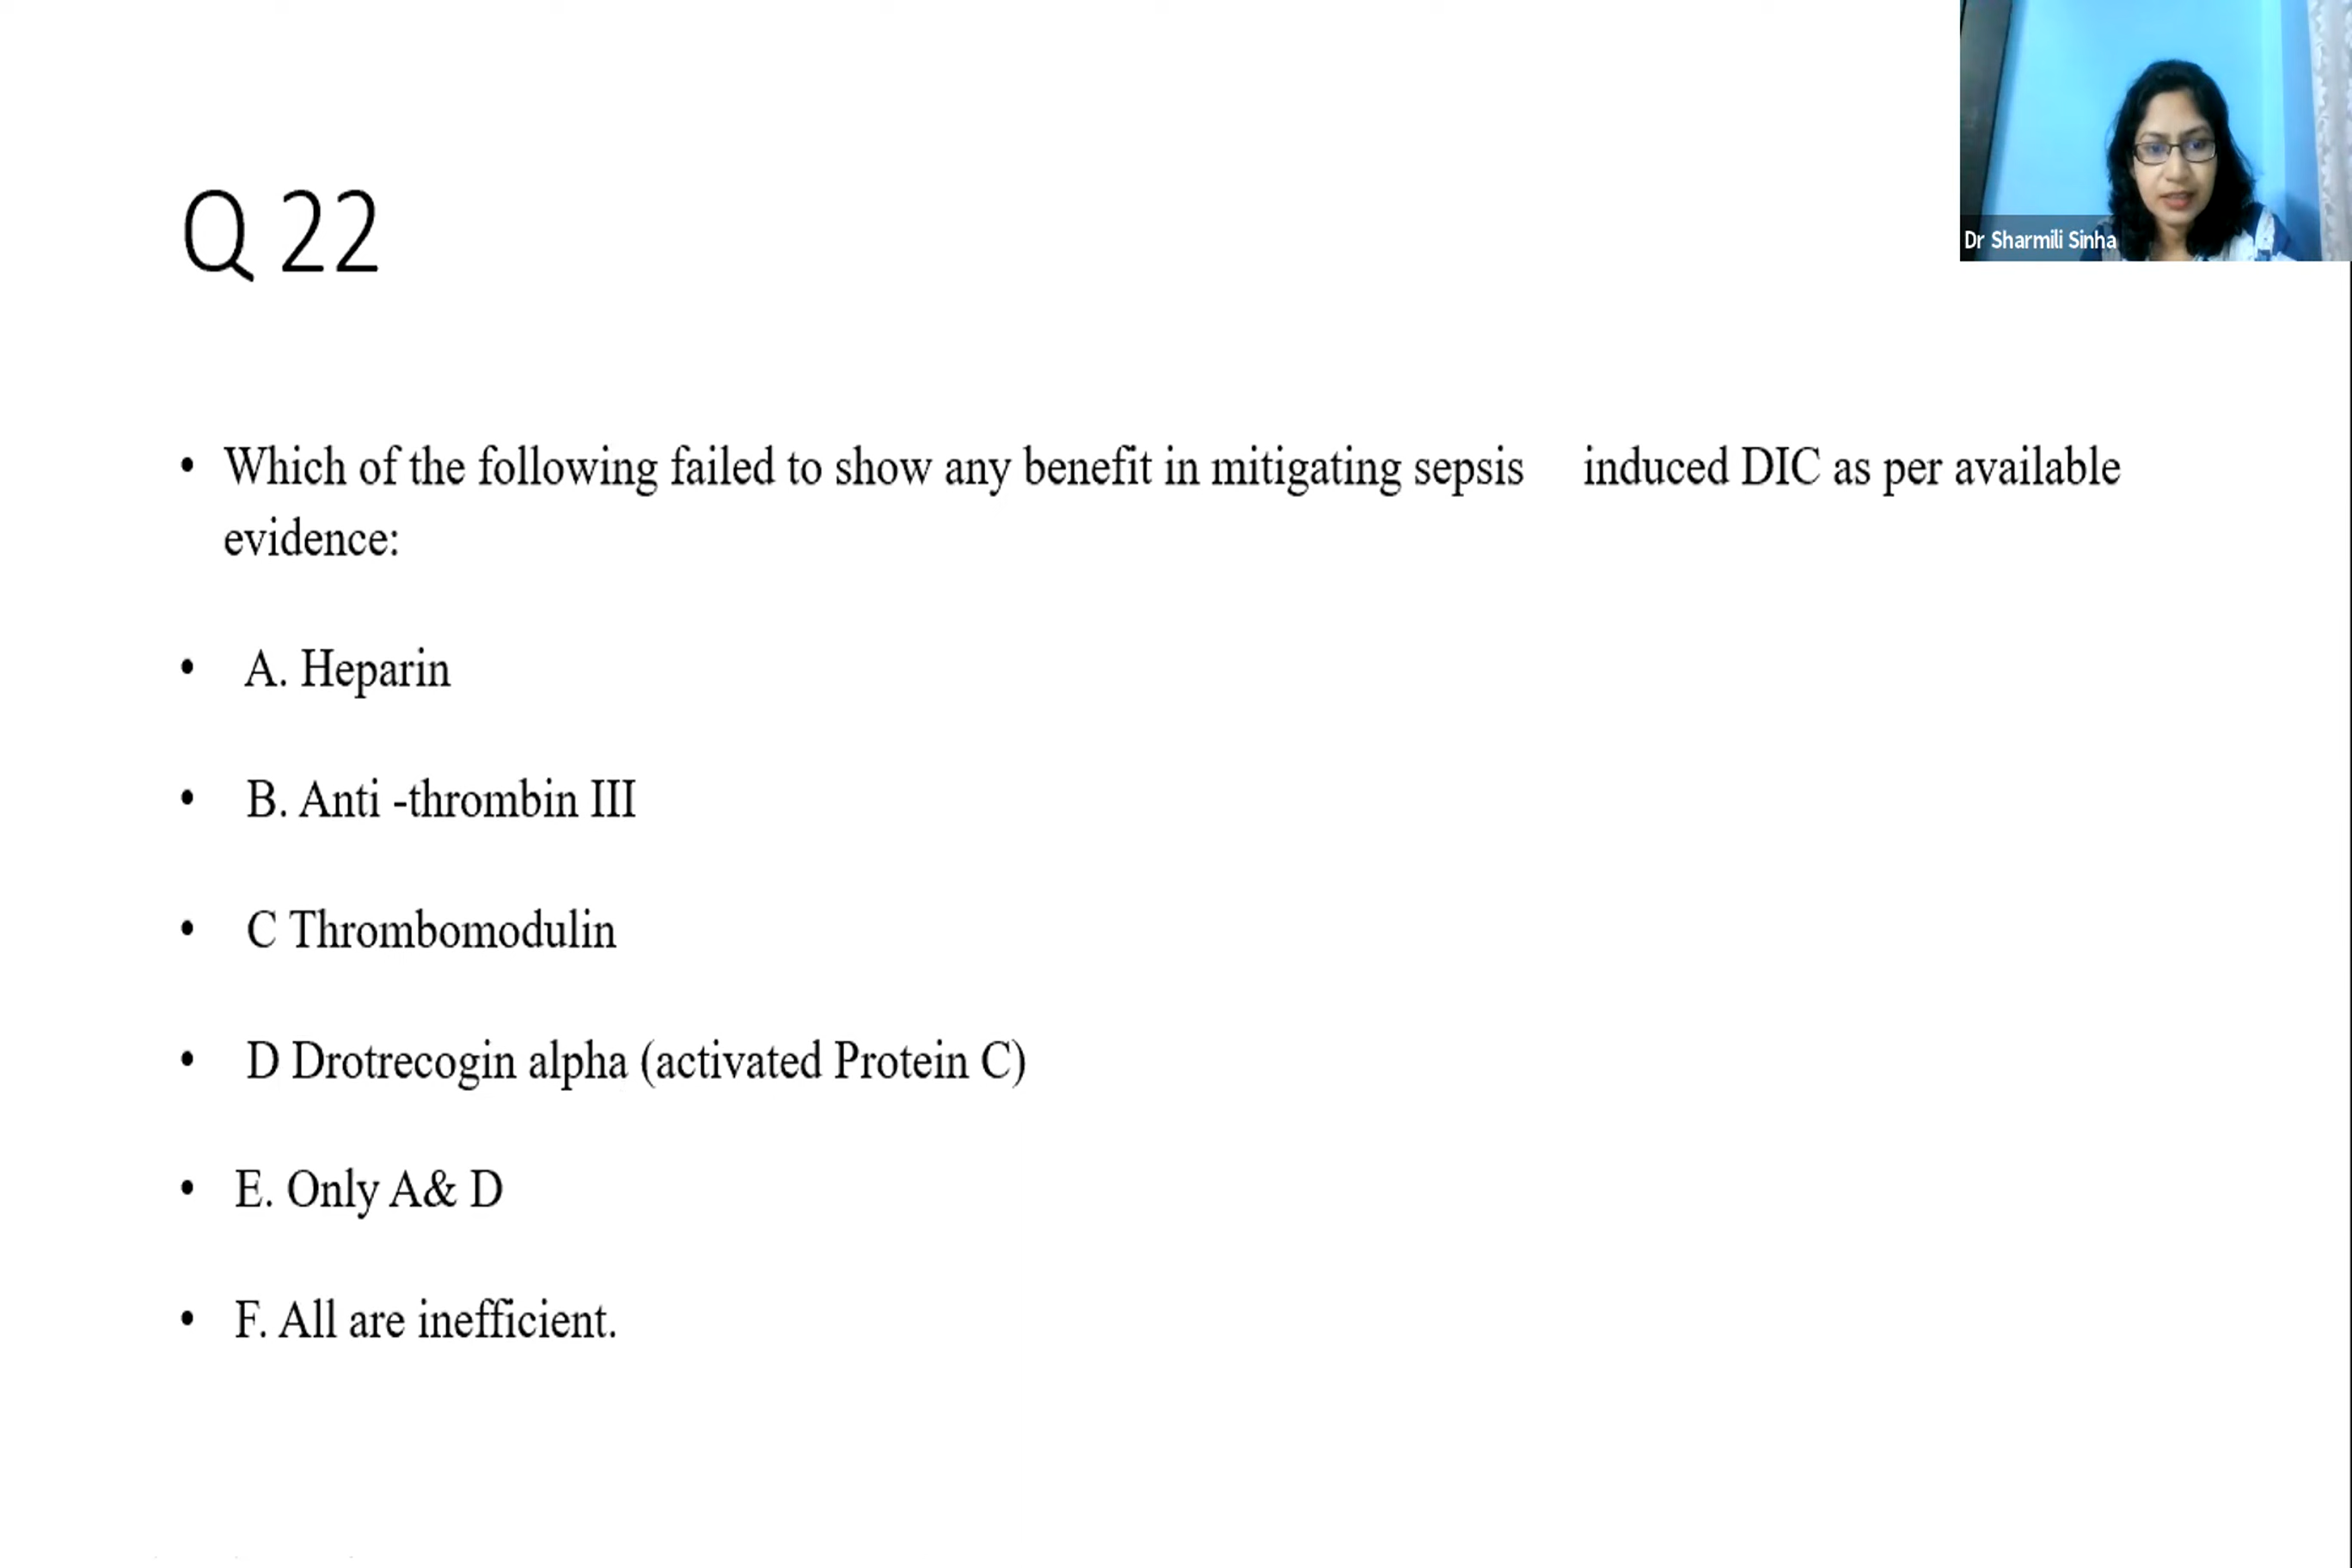 Dr Sharmili Sinha
Q 22
• Which of the following failed to show any benefit in mitigating sepsis induced DIC as per available
evidence:
• A. Heparin
• B. Anti -thrombin III
• C Thrombomodulin
• D Drotrecogin alpha (activated Protein C)
• E. Only A& D
• F. All are inefficient.